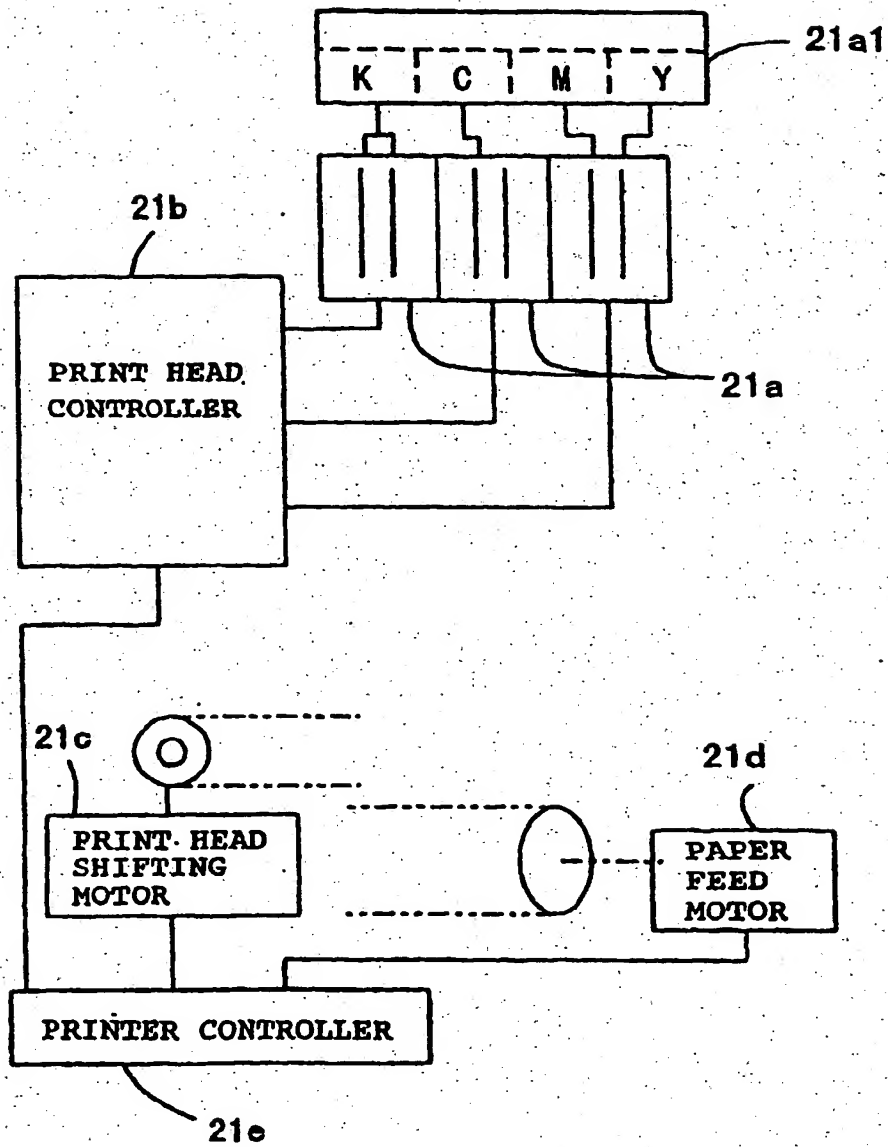 21a1
K C M Y
21b
PRINT HEAD
CONTROLLER
21a
21c
21d
PRINT HEAD
SHIFTING
MOTOR
PAPER
FEED
MOTOR
PRINTER CONTROLLER
21e